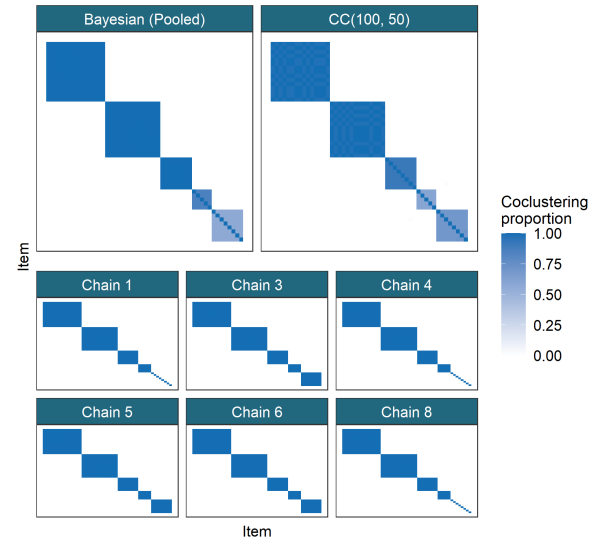 Bayesian (Pooled)
CC(100, 50)
Item
Coclustering
proportion
1.00
0.75
0.50
0.25
0.00
Chain 1
Chain 3
Chain 4
Chain 5
Chain 6
Chain 8
Item